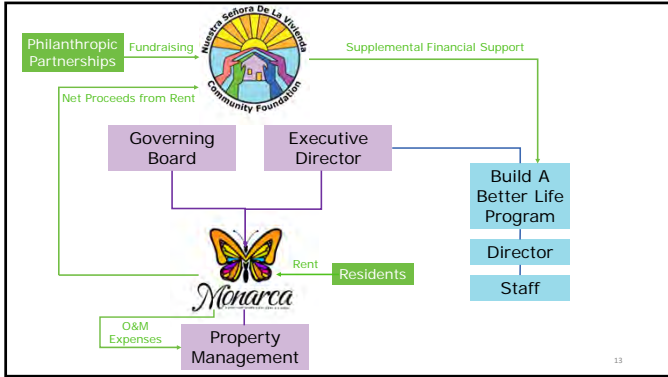 Nuestra Señora De La Vivienda
Community Foundation
Philanthropic
Partnerships
Fundraising
Supplemental Financial Support
Net Proceeds from Rent
Governing
Board
Executive
Director
Build A
Better Life
Program
Director
Staff
Monarca
Rent
Residents
O&M
Expenses
Property
Management
13